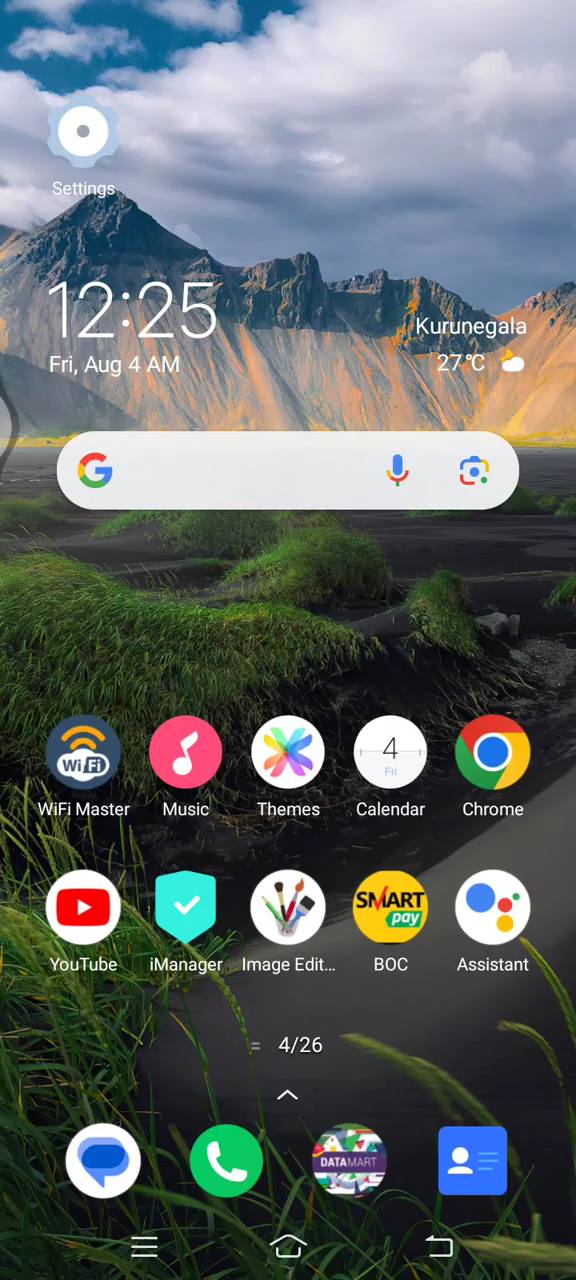 Settings
12:25
Fri, Aug 4 AM
Kurunegala
27℃
4
Fri
WiFi
WiFi Master
Music
Themes
Calendar
Chrome
SMART
pay
YouTube
iManager
Image Edit...
BOC
Assistant
4/26
DATAMART